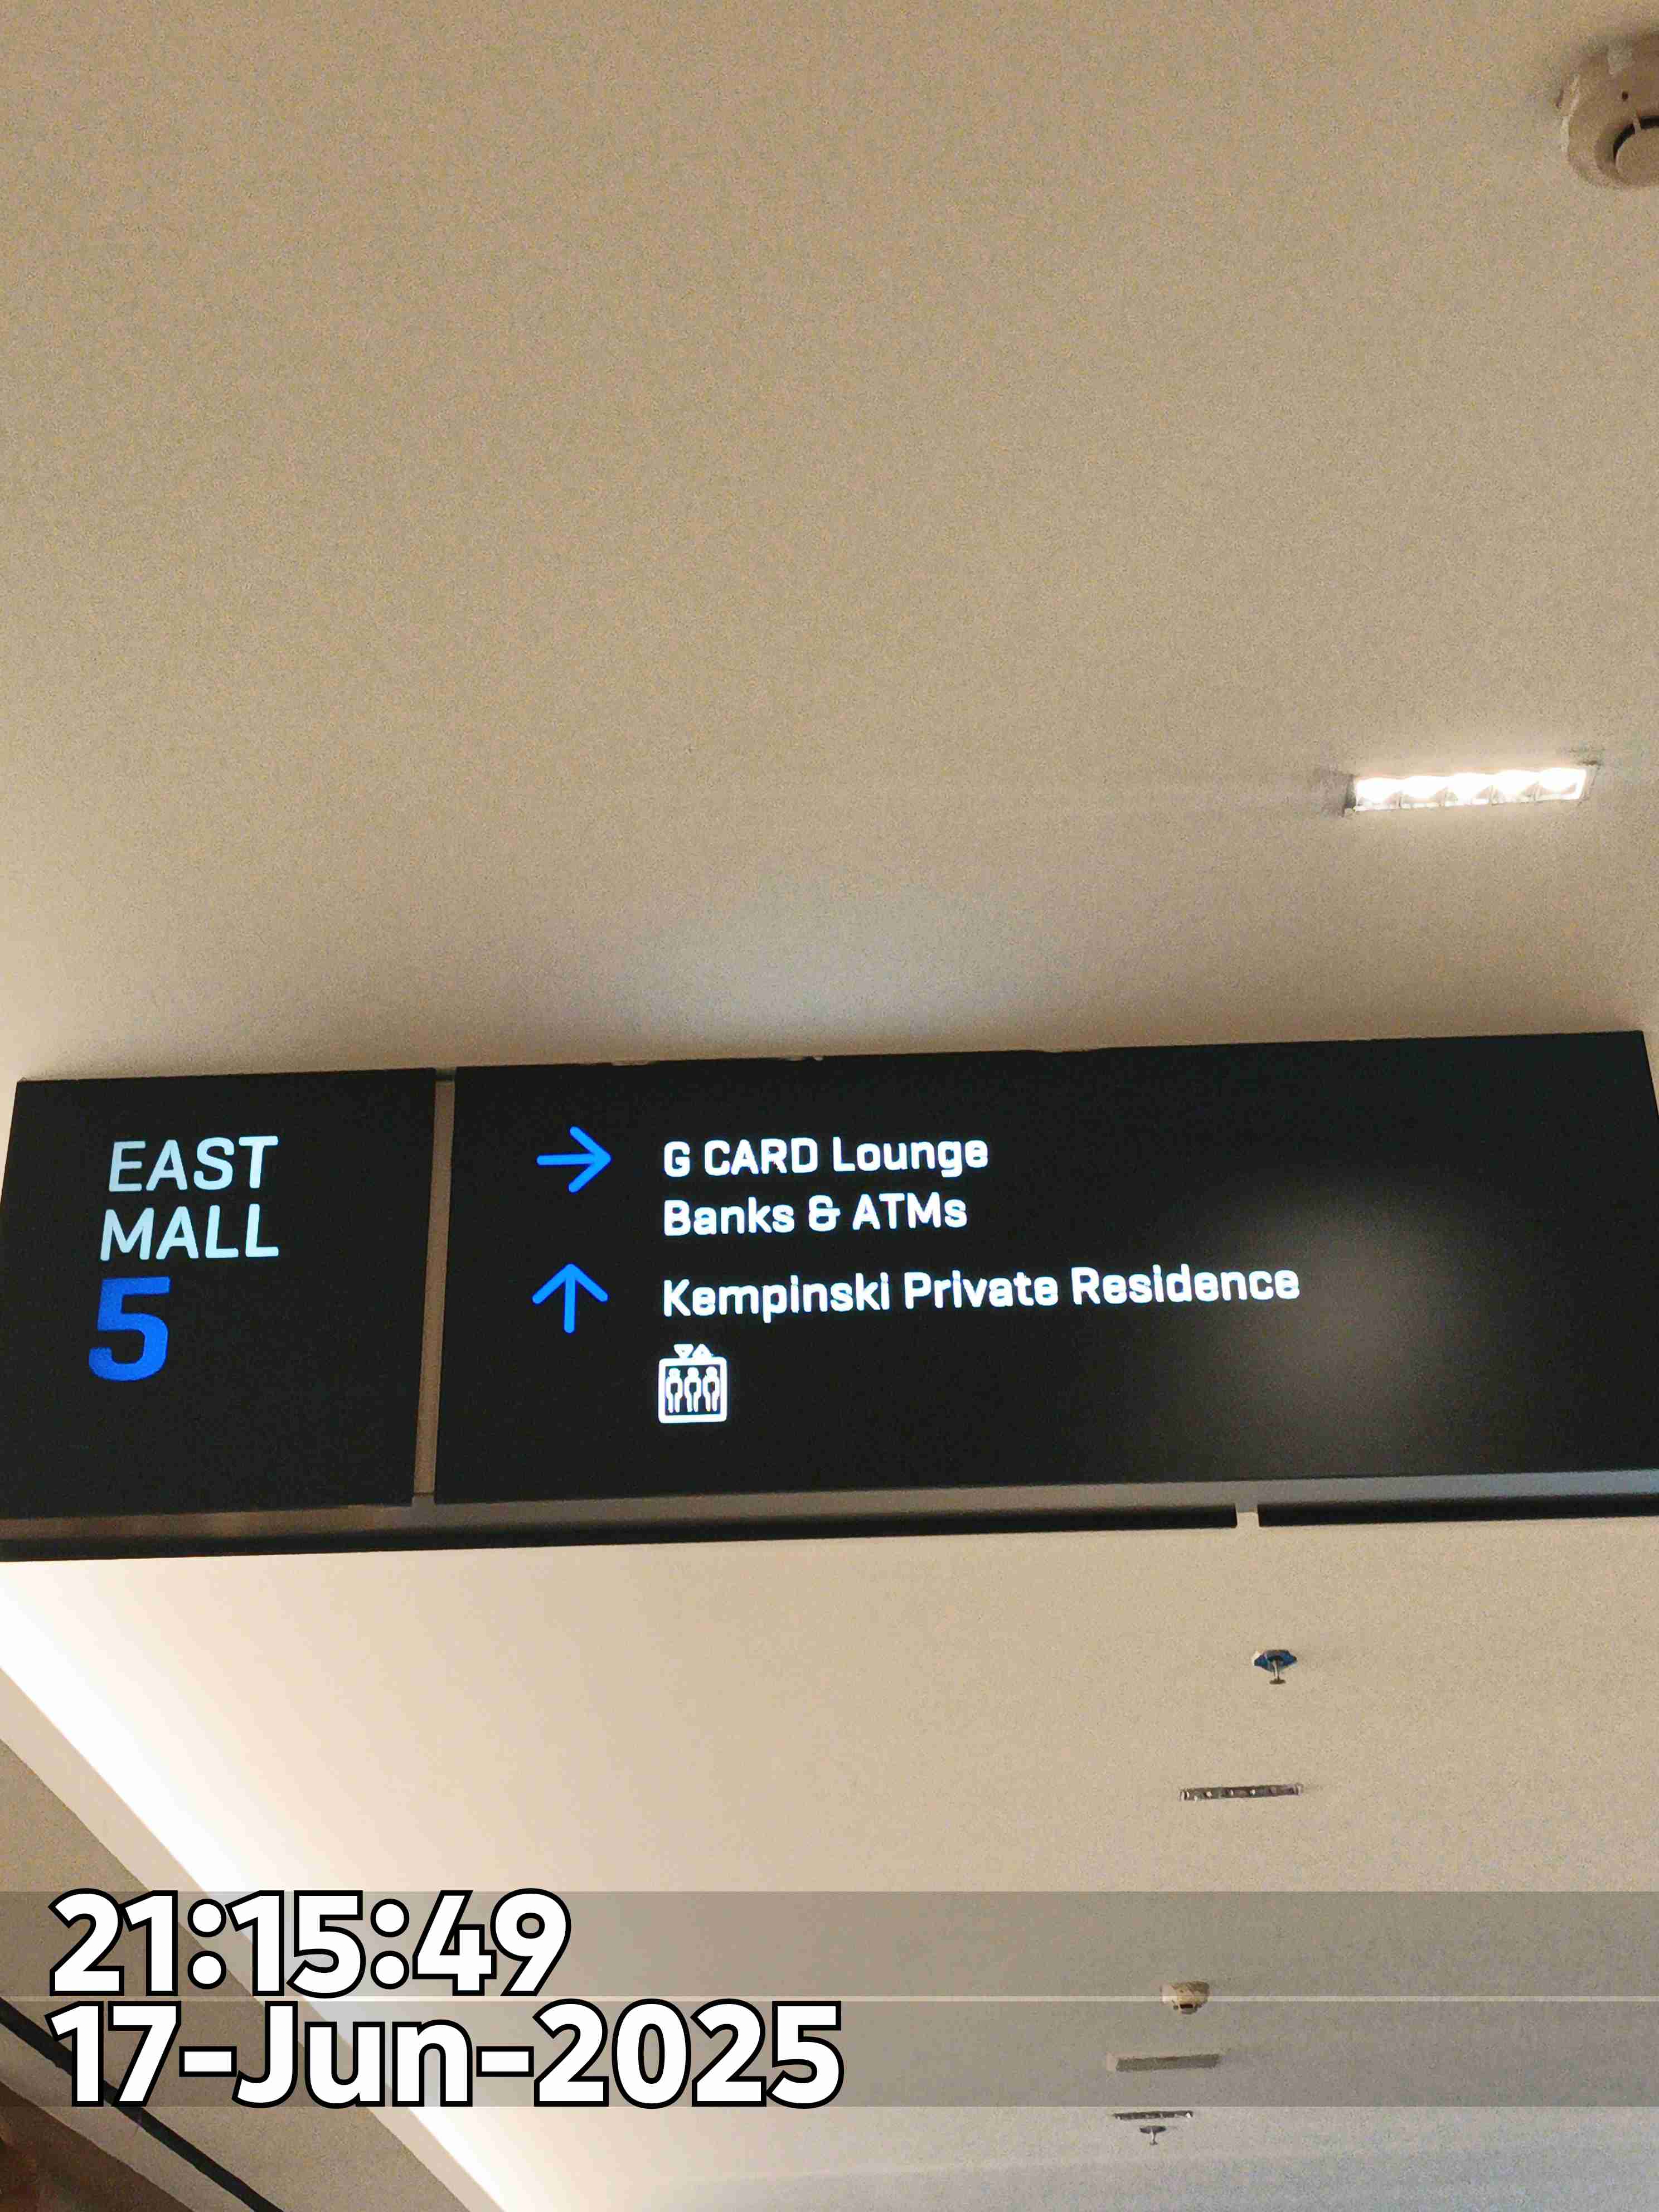 EAST
MALL
5
G CARD Lounge
Banks & ATMs
Kempinski Private Residence
21:15:49
17-Jun-2025